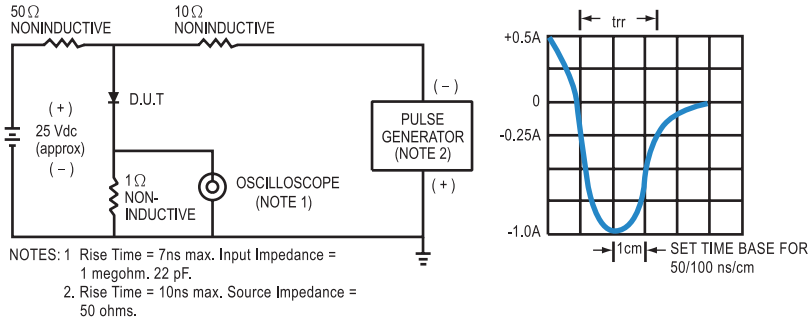 50Ω
NONINDUCTIVE
10Ω
NONINDUCTIVE
D.U.T
(+)
25 Vdc
(approx)
(−)
1Ω
NON-
INDUCTIVE
OSCILLOSCOPE
(NOTE 1)
(−)
PULSE
GENERATOR
(NOTE 2)
(+)
NOTES: 1 Rise Time = 7ns max. Input Impedance =
1 megohm. 22 pF.
2. Rise Time = 10ns max. Source Impedance =
50 ohms.
trr
+0.5A
0
-0.25A
-1.0A
1cm
SET TIME BASE FOR
50/100 ns/cm